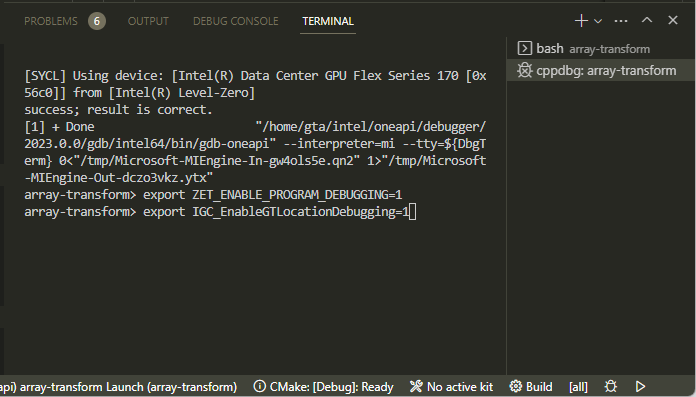 PROBLEMS 6 OUTPUT DEBUG CONSOLE TERMINAL
bash array-transform
cppdbg: array-transform
[SYCL] Using device: [Intel(R) Data Center GPU Flex Series 170 [0x
56c0]] from [Intel(R) Level-Zero]
success; result is correct.
[1] + Done "/home/gta/intel/oneapi/debugger/
2023.0.0/gdb/intel64/bin/gdb-oneapi" --interpreter=mi --tty=${DbgT
erm} 0<"/tmp/Microsoft-MIEngine-In-gw4ols5e.qn2" 1>"/tmp/Microsoft
-MIEngine-Out-dczo3vkz.ytx"
array-transform> export ZET_ENABLE_PROGRAM_DEBUGGING=1
array-transform> export IGC_EnableGTLocationDebugging=1
api) array-transform Launch (array-transform) CMake: [Debug]: Ready No active kit Build [all]